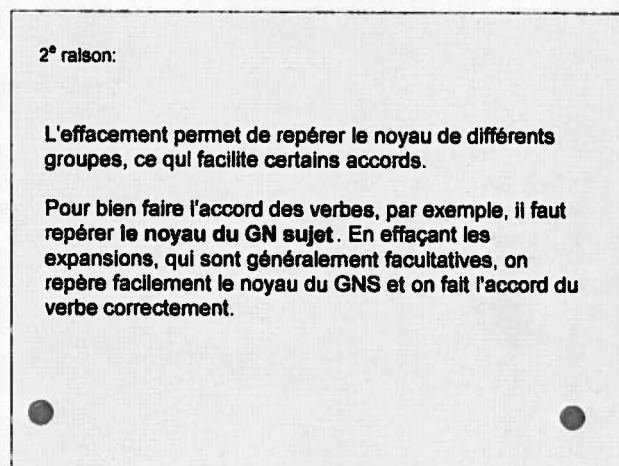 2e raison:
L'effacement permet de repérer le noyau de différents
groupes, ce qui facilite certains accords.
Pour bien faire l'accord des verbes, par exemple, il faut
repérer le noyau du GN sujet. En effaçant les
expansions, qui sont généralement facultatives, on
repère facilement le noyau du GNS et on fait l'accord du
verbe correctement.